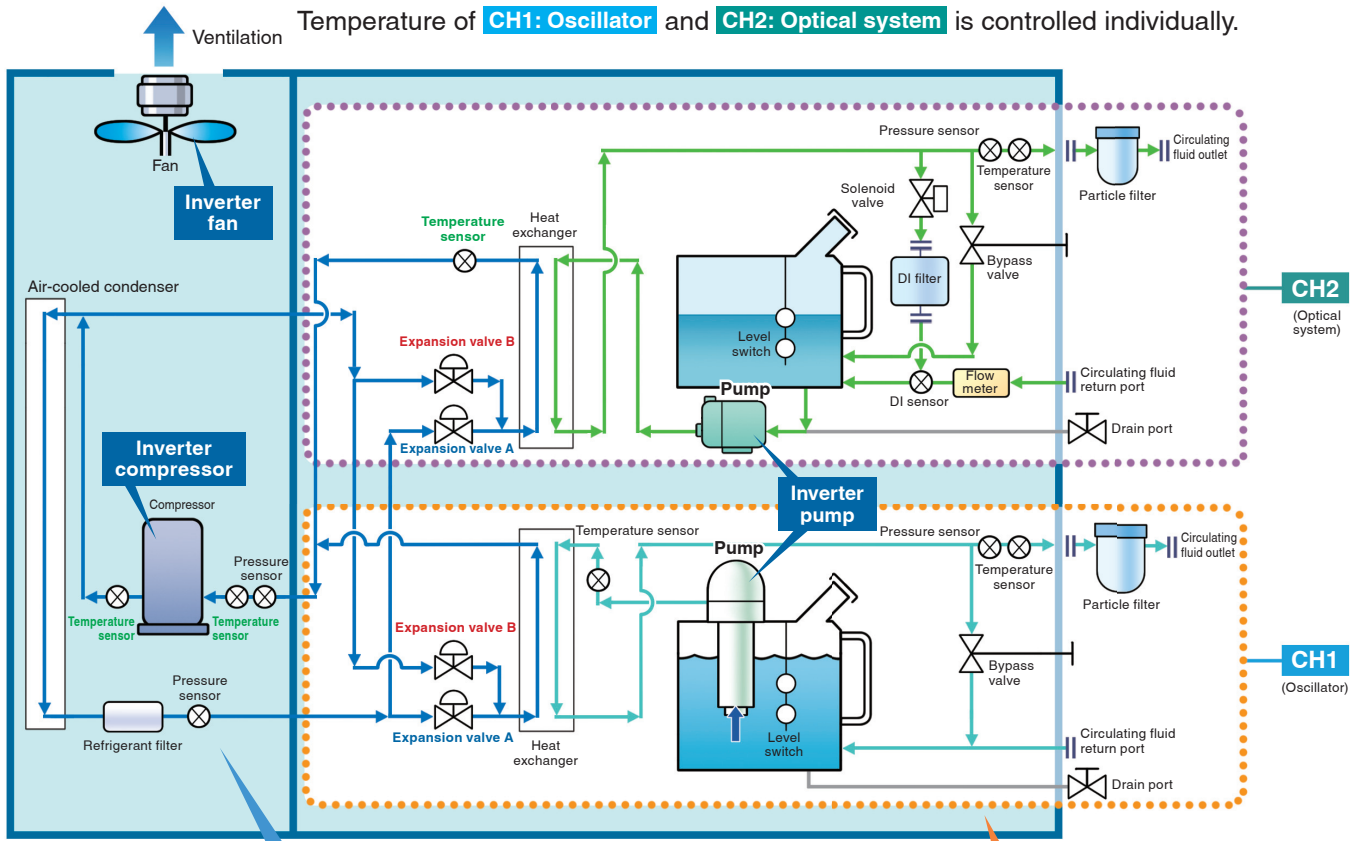 Temperature of CH1: Oscillator and CH2: Optical system is controlled individually.
Ventilation
Fan
Inverter
fan
Air-cooled condenser
Inverter
compressor
Compressor
Pressure
sensor
Temperature
sensor
Temperature
sensor
Pressure
sensor
Refrigerant filter
Temperature
sensor
Heat
exchanger
Expansion valve B
Expansion valve A
Pressure sensor
Temperature
sensor
Circulating
fluid outlet
Particle filter
Solenoid
valve
DI filter
Bypass
valve
Level
switch
Pump
DI sensor
Flow
meter
Circulating fluid
return port
Drain port
CH2
(Optical
system)
Inverter
pump
Temperature sensor
Pump
Pressure sensor
Temperature
sensor
Circulating
fluid outlet
Particle filter
Expansion valve B
Expansion valve A
Heat
exchanger
Level
switch
Bypass
valve
Circulating fluid
return port
Drain port
CH1
(Oscillator)